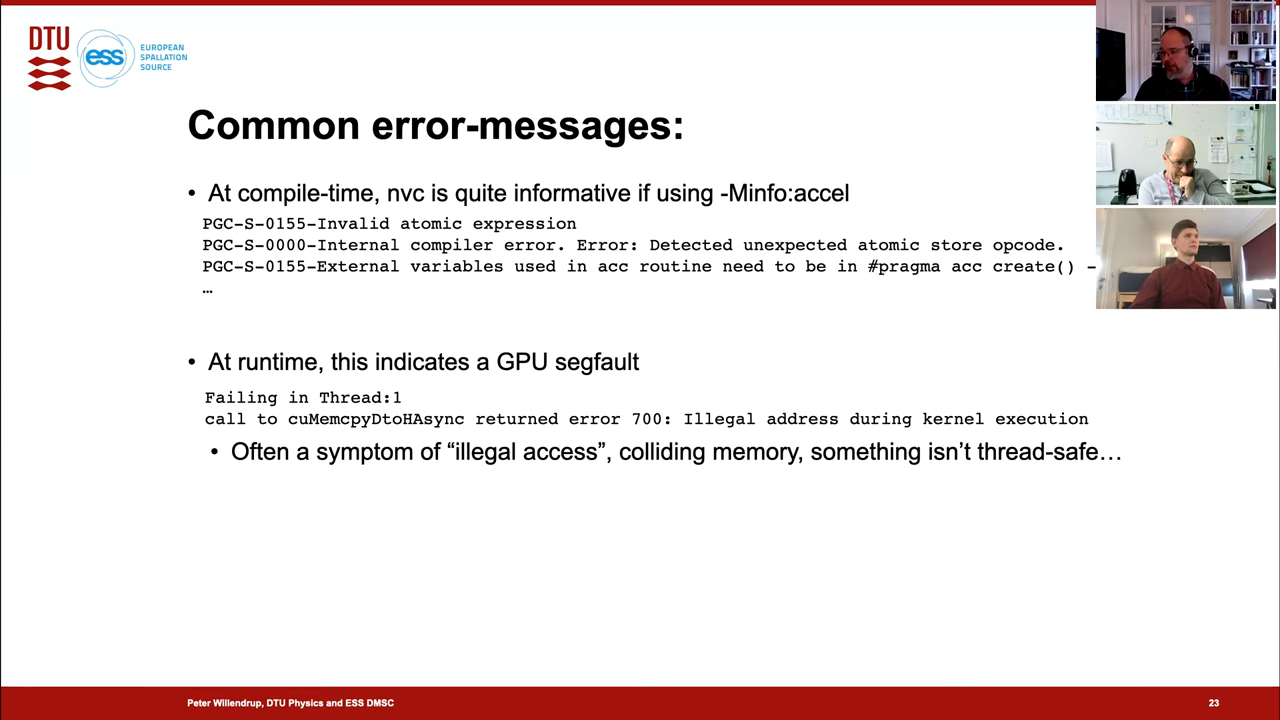 DTU
ess
EUROPEAN
SPALLATION
SOURCE
Common error-messages:
• At compile-time, nvc is quite informative if using -Minfo:accel
PGC-S-0155-Invalid atomic expression
PGC-S-0000-Internal compiler error. Error: Detected unexpected atomic store opcode.
PGC-S-0155-External variables used in acc routine need to be in #pragma acc create() -
…
• At runtime, this indicates a GPU segfault
Failing in Thread:1
call to cuMemcpyDtoHAsync returned error 700: Illegal address during kernel execution
• Often a symptom of “illegal access”, colliding memory, something isn’t thread-safe…
Peter Willendrup, DTU Physics and ESS DMSC
23